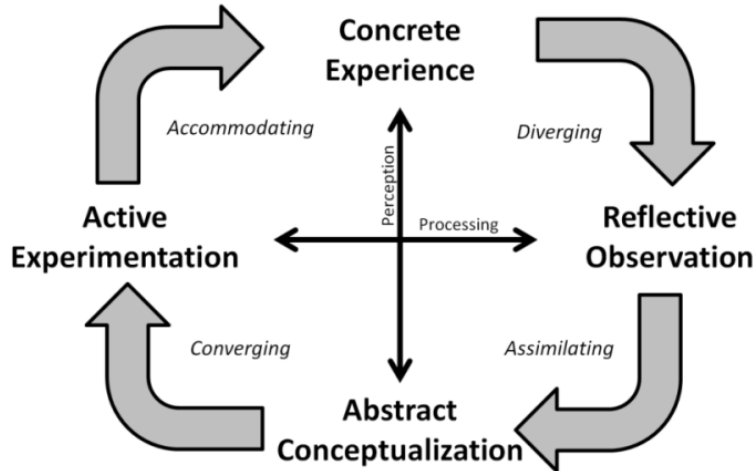 Concrete
Experience
Accommodating
Diverging
Perception
Processing
Active
Experimentation
Reflective
Observation
Converging
Assimilating
Abstract
Conceptualization